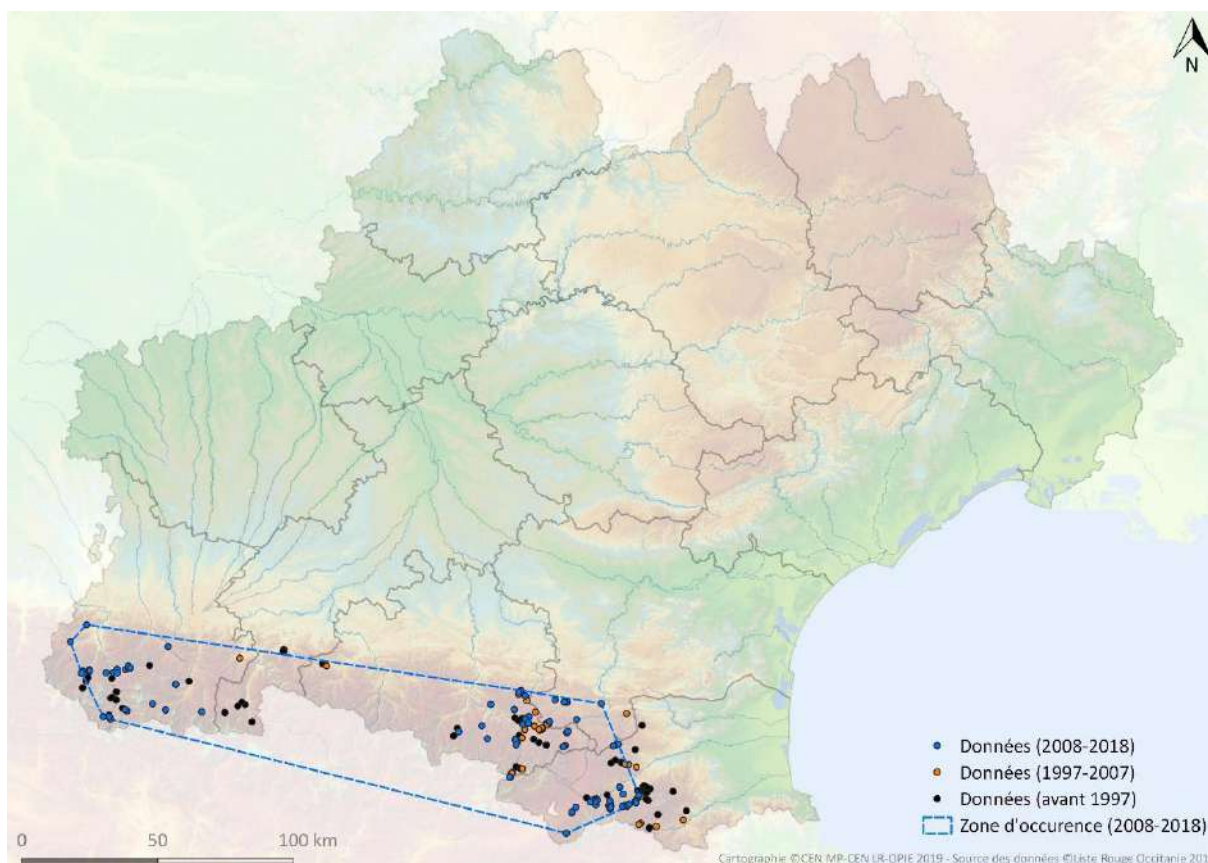 N
Données (2008-2018)
Données (1997-2007)
Données (avant 1997)
Zone d'occurence (2008-2018)
0 50 100 km
Cartographie ©CEN MP-CEN LR-OPIE 2019 - Source des données ©Liste Rouge Occitanie 201